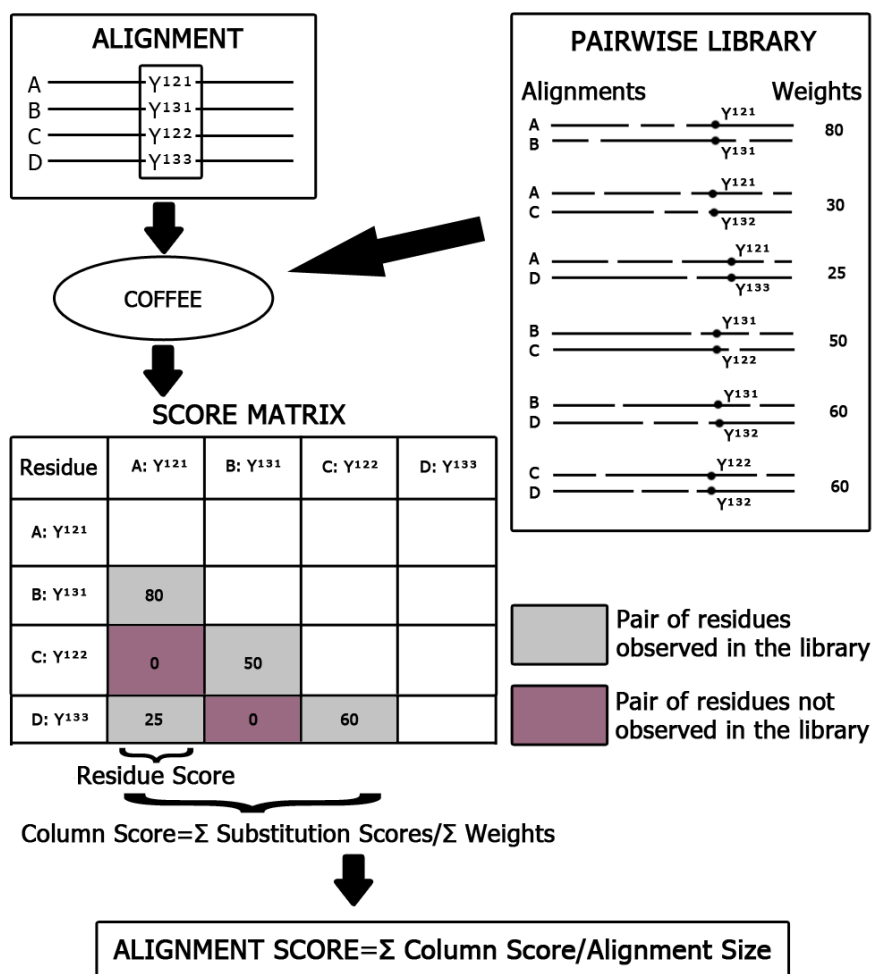 ALIGNMENT
A Y¹²¹
B Y¹³¹
C Y¹²²
D Y¹³³
COFFEE
PAIRWISE LIBRARY
Alignments Weights
A Y¹²¹
B Y¹³¹
80
A Y¹²¹
C Y¹³²
30
A Y¹²¹
D Y¹³³
25
B Y¹³¹
C Y¹²²
50
B Y¹³¹
D Y¹³²
60
C Y¹²²
D Y¹³²
60
SCORE MATRIX
Residue A: Y¹²¹ B: Y¹³¹ C: Y¹²² D: Y¹³³
A: Y¹²¹
B: Y¹³¹ 80
C: Y¹²² 0 50
D: Y¹³³ 25 0 60
Pair of residues
observed in the library
Pair of residues not
observed in the library
Residue Score
Column Score=Σ Substitution Scores/Σ Weights
ALIGNMENT SCORE=Σ Column Score/Alignment Size